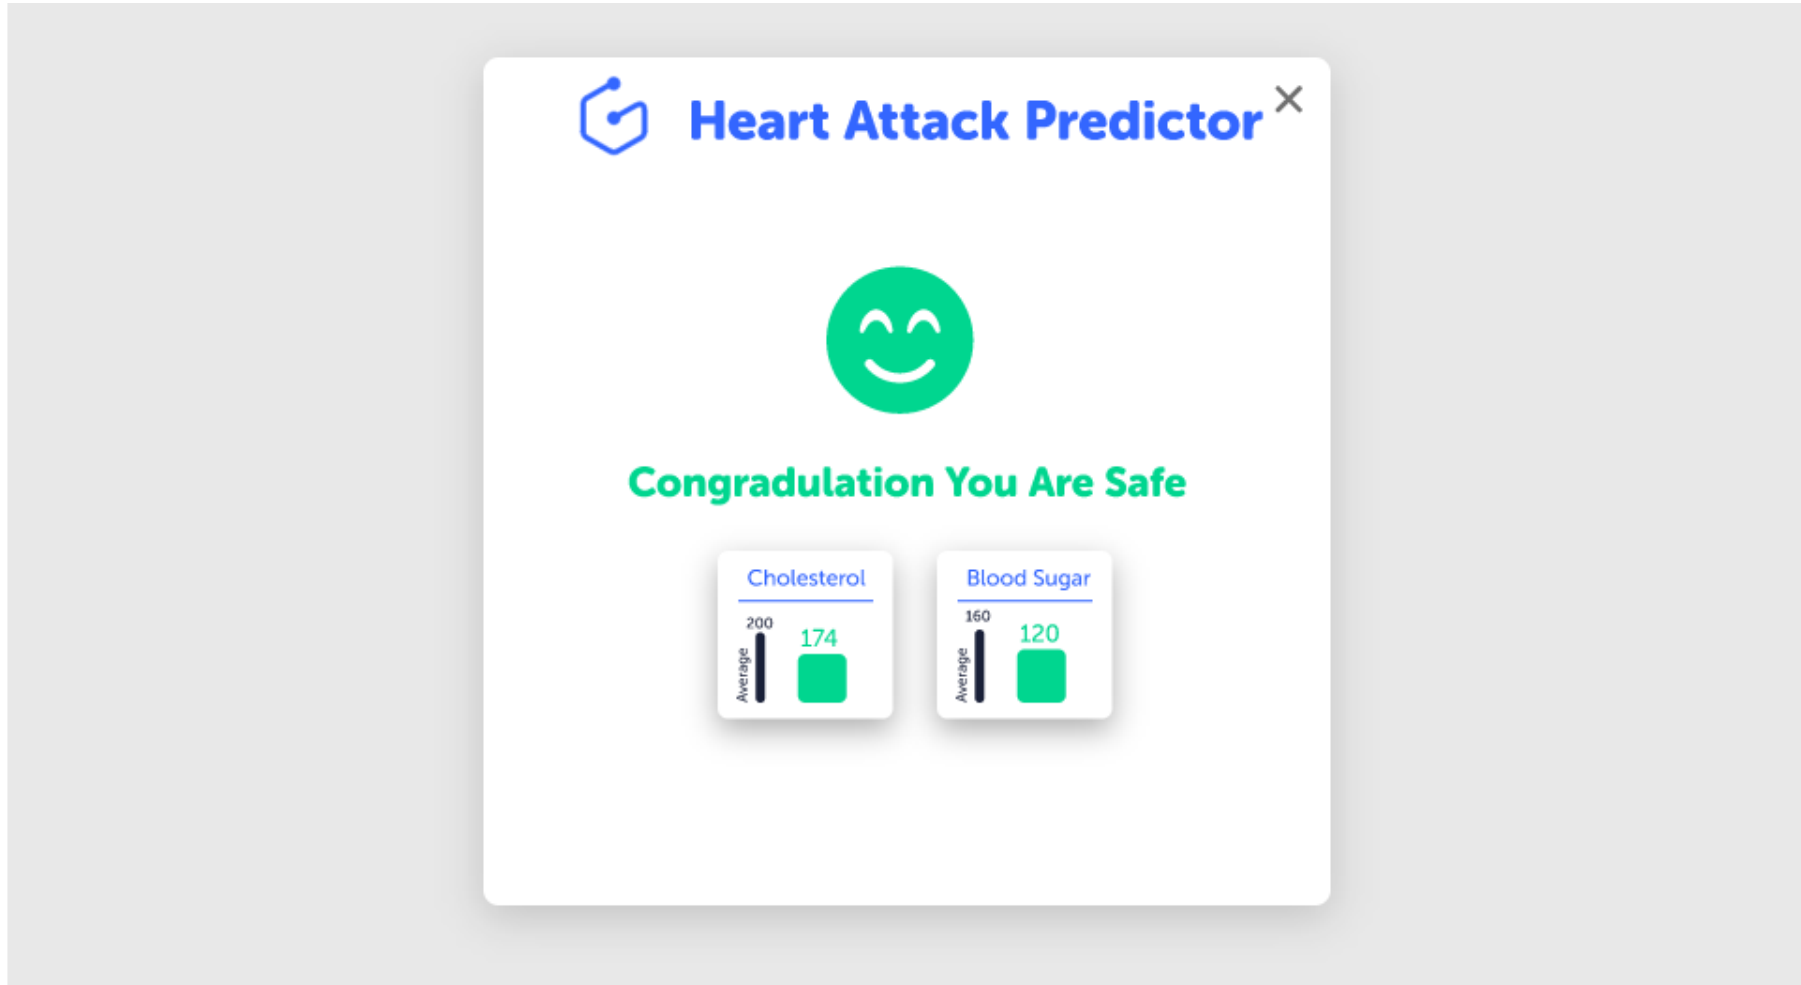 Heart Attack Predictor
Congradulation You Are Safe
Cholesterol
200
174
Average
Blood Sugar
160
120
Average